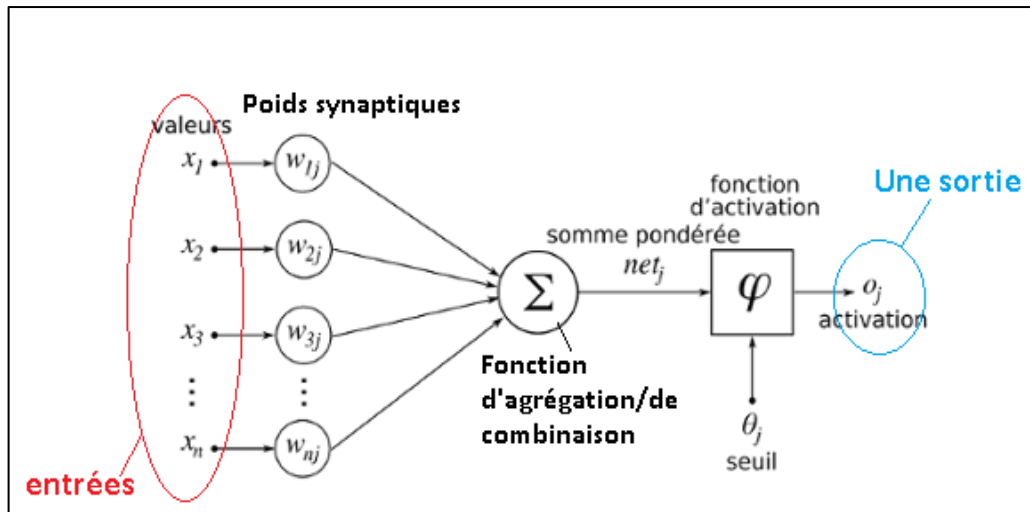 Poids synaptiques
valeurs
x₁
w₁ⱼ
x₂
w₂ⱼ
x₃
w₃ⱼ
⋮
⋮
xₙ
wₙⱼ
entrées
Σ
Fonction
d'agrégation/de
combinaison
somme pondérée
netⱼ
fonction
d'activation
φ
θⱼ
seuil
Une sortie
oⱼ
activation